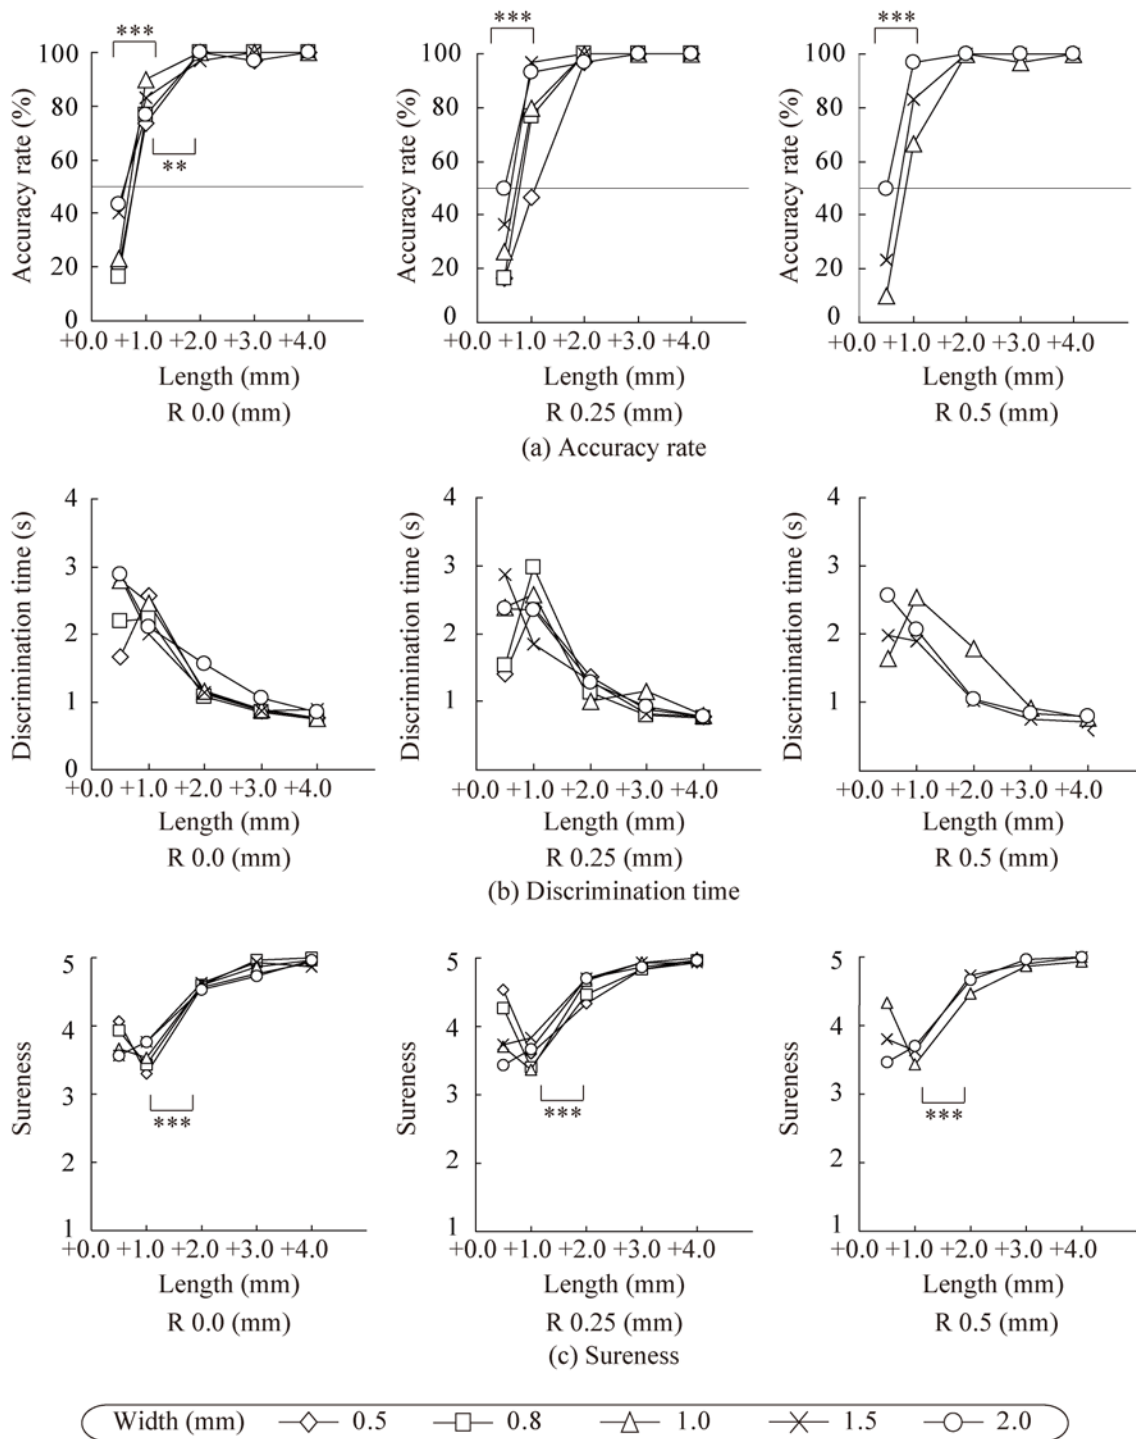 *** *** ***
100 100 100
80 80 80
60 60 60
** 
40 40 40
20 20 20
0 0 0
Accuracy rate (%) Accuracy rate (%) Accuracy rate (%)
+0.0 +1.0 +2.0 +3.0 +4.0 +0.0 +1.0 +2.0 +3.0 +4.0 +0.0 +1.0 +2.0 +3.0 +4.0
Length (mm) Length (mm) Length (mm)
R 0.0 (mm) R 0.25 (mm) R 0.5 (mm)
(a) Accuracy rate
4 4 4
3 3 3
2 2 2
1 1 1
0
Discrimination time (s) Discrimination time (s) Discrimination time (s)
+0.0 +1.0 +2.0 +3.0 +4.0 +0.0 +1.0 +2.0 +3.0 +4.0 +0.0 +1.0 +2.0 +3.0 +4.0
Length (mm) Length (mm) Length (mm)
R 0.0 (mm) R 0.25 (mm) R 0.5 (mm)
(b) Discrimination time
5 5 5
4 4 4
3 3 3
*** *** ***
2 2 2
1 1 1
Sureness Sureness Sureness
+0.0 +1.0 +2.0 +3.0 +4.0 +0.0 +1.0 +2.0 +3.0 +4.0 +0.0 +1.0 +2.0 +3.0 +4.0
Length (mm) Length (mm) Length (mm)
R 0.0 (mm) R 0.25 (mm) R 0.5 (mm)
(c) Sureness
Width (mm) 0.5 0.8 1.0 1.5 2.0